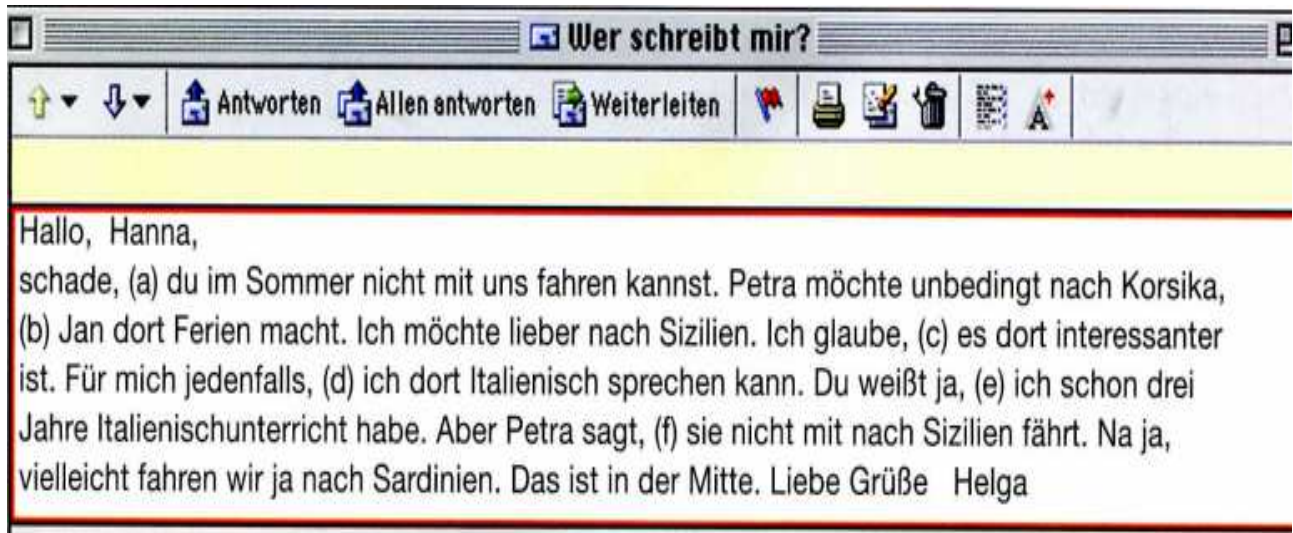 Wer schreibt mir?
Antworten Allen antworten Weiterleiten
Hallo, Hanna,
schade, (a) du im Sommer nicht mit uns fahren kannst. Petra möchte unbedingt nach Korsika,
(b) Jan dort Ferien macht. Ich möchte lieber nach Sizilien. Ich glaube, (c) es dort interessanter
ist. Für mich jedenfalls, (d) ich dort Italienisch sprechen kann. Du weißt ja, (e) ich schon drei
Jahre Italienischunterricht habe. Aber Petra sagt, (f) sie nicht mit nach Sizilien fährt. Na ja,
vielleicht fahren wir ja nach Sardinien. Das ist in der Mitte. Liebe Grüße Helga